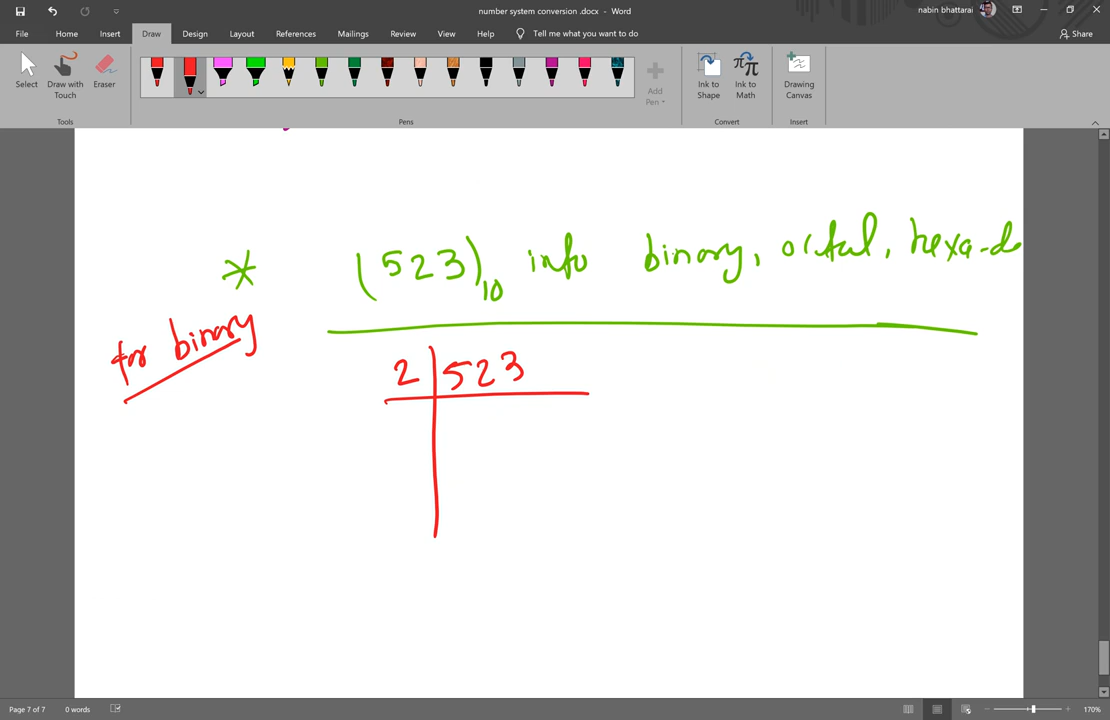 number system conversion .docx - Word
nabin bhattarai
File Home Insert Draw Design Layout References Mailings Review View Help Tell me what you want to do Share
Select Draw with Touch Eraser Add Pen Ink to Shape Ink to Math Drawing Canvas
Tools Pens Convert Insert
* (523)10 info binary, octal, hexa-de
for binary
2 523
Page 7 of 7 0 words 170%